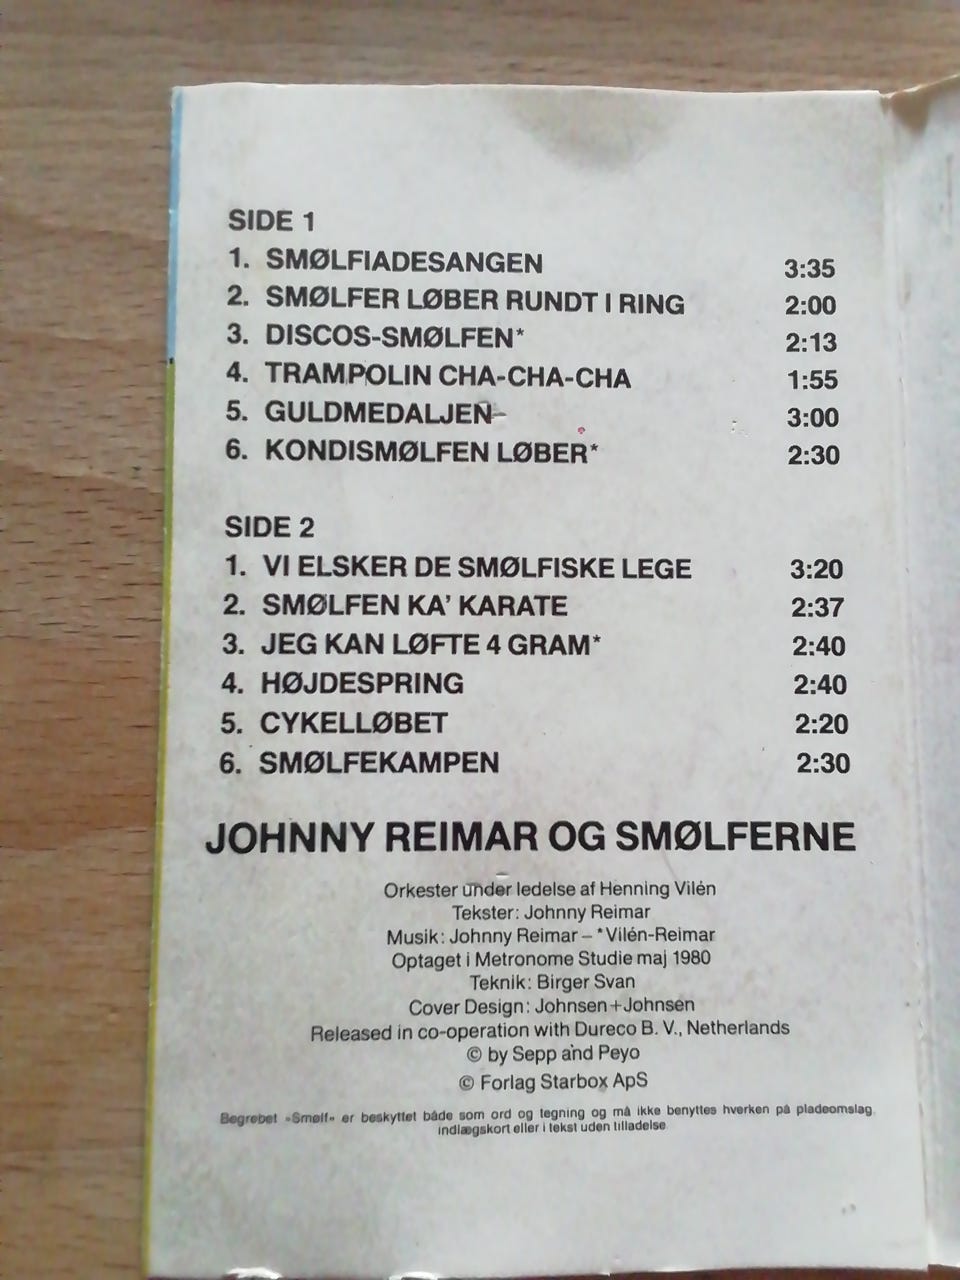 SIDE 1
1. SMØLFIADESANGEN 3:35
2. SMØLFER LØBER RUNDT I RING 2:00
3. DISCOS-SMØLFEN* 2:13
4. TRAMPOLIN CHA-CHA-CHA 1:55
5. GULDMEDALJEN 3:00
6. KONDISMØLFEN LØBER* 2:30
SIDE 2
1. VI ELSKER DE SMØLFISKE LEGE 3:20
2. SMØLFEN KA' KARATE 2:37
3. JEG KAN LØFTE 4 GRAM* 2:40
4. HØJDESPRING 2:40
5. CYKELLØBET 2:20
6. SMØLFEKAMPEN 2:30
JOHNNY REIMAR OG SMØLFERNE
Orkester under ledelse af Henning Vilén
Tekster: Johnny Reimar
Musik: Johnny Reimar – *Vilén-Reimar
Optaget i Metronome Studie maj 1980
Teknik: Birger Svan
Cover Design: Johnsen+Johnsen
Released in co-operation with Dureco B. V., Netherlands
© by Sepp and Peyo
© Forlag Starbox ApS
Begrebet »Smølf« er beskyttet både som ord og tegning og må ikke benyttes hverken på pladeomslag,
indlægskort eller i tekst uden tilladelse.